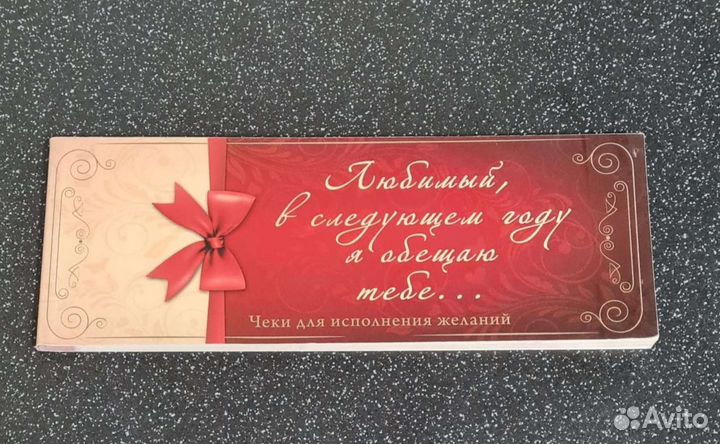 Любимый,
в следующем году
я обещаю
тебе...
Чеки для исполнения желаний
Avito